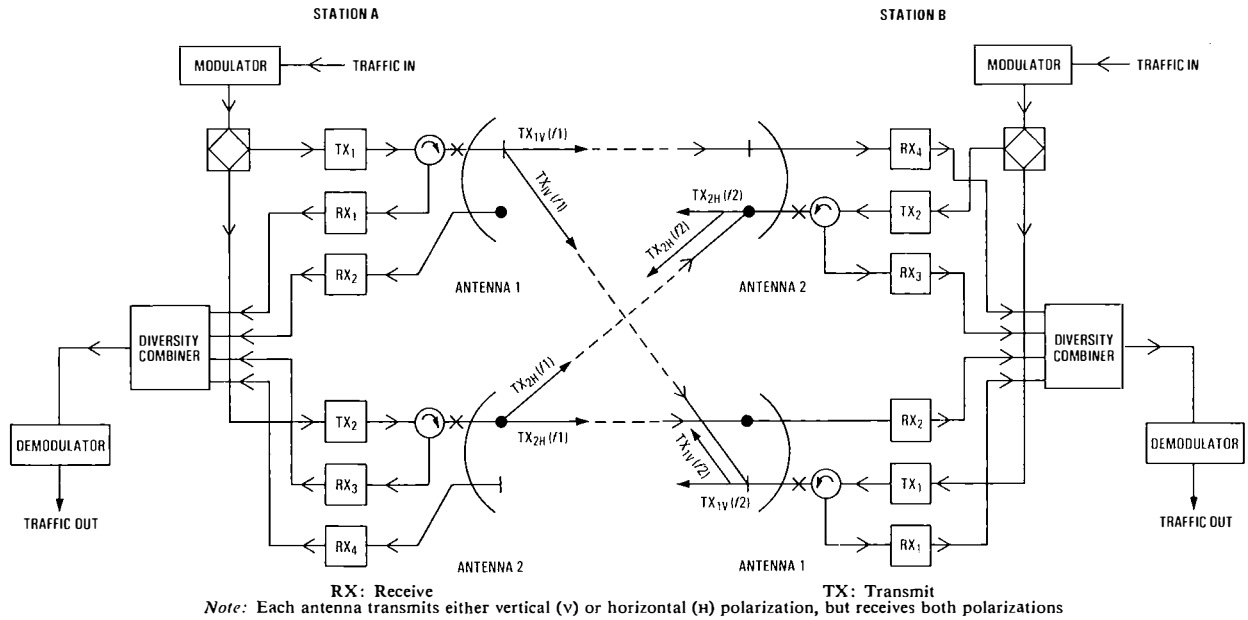 STATION A
STATION B
MODULATOR
TRAFFIC IN
MODULATOR
TRAFFIC IN
TX1
TX1V (f1)
RX4
TX1V (f1)
RX1
TX2H (f2)
TX2
TX2H (f2)
RX2
ANTENNA 1
ANTENNA 2
RX3
DIVERSITY
COMBINER
DIVERSITY
COMBINER
TX2H (f1)
TX2
TX2H (f1)
RX2
DEMODULATOR
DEMODULATOR
TX1V (f2)
RX3
TX1V (f2)
TX1
TRAFFIC OUT
TRAFFIC OUT
RX4
RX1
ANTENNA 2
ANTENNA 1
RX: Receive
TX: Transmit
Note: Each antenna transmits either vertical (V) or horizontal (H) polarization, but receives both polarizations